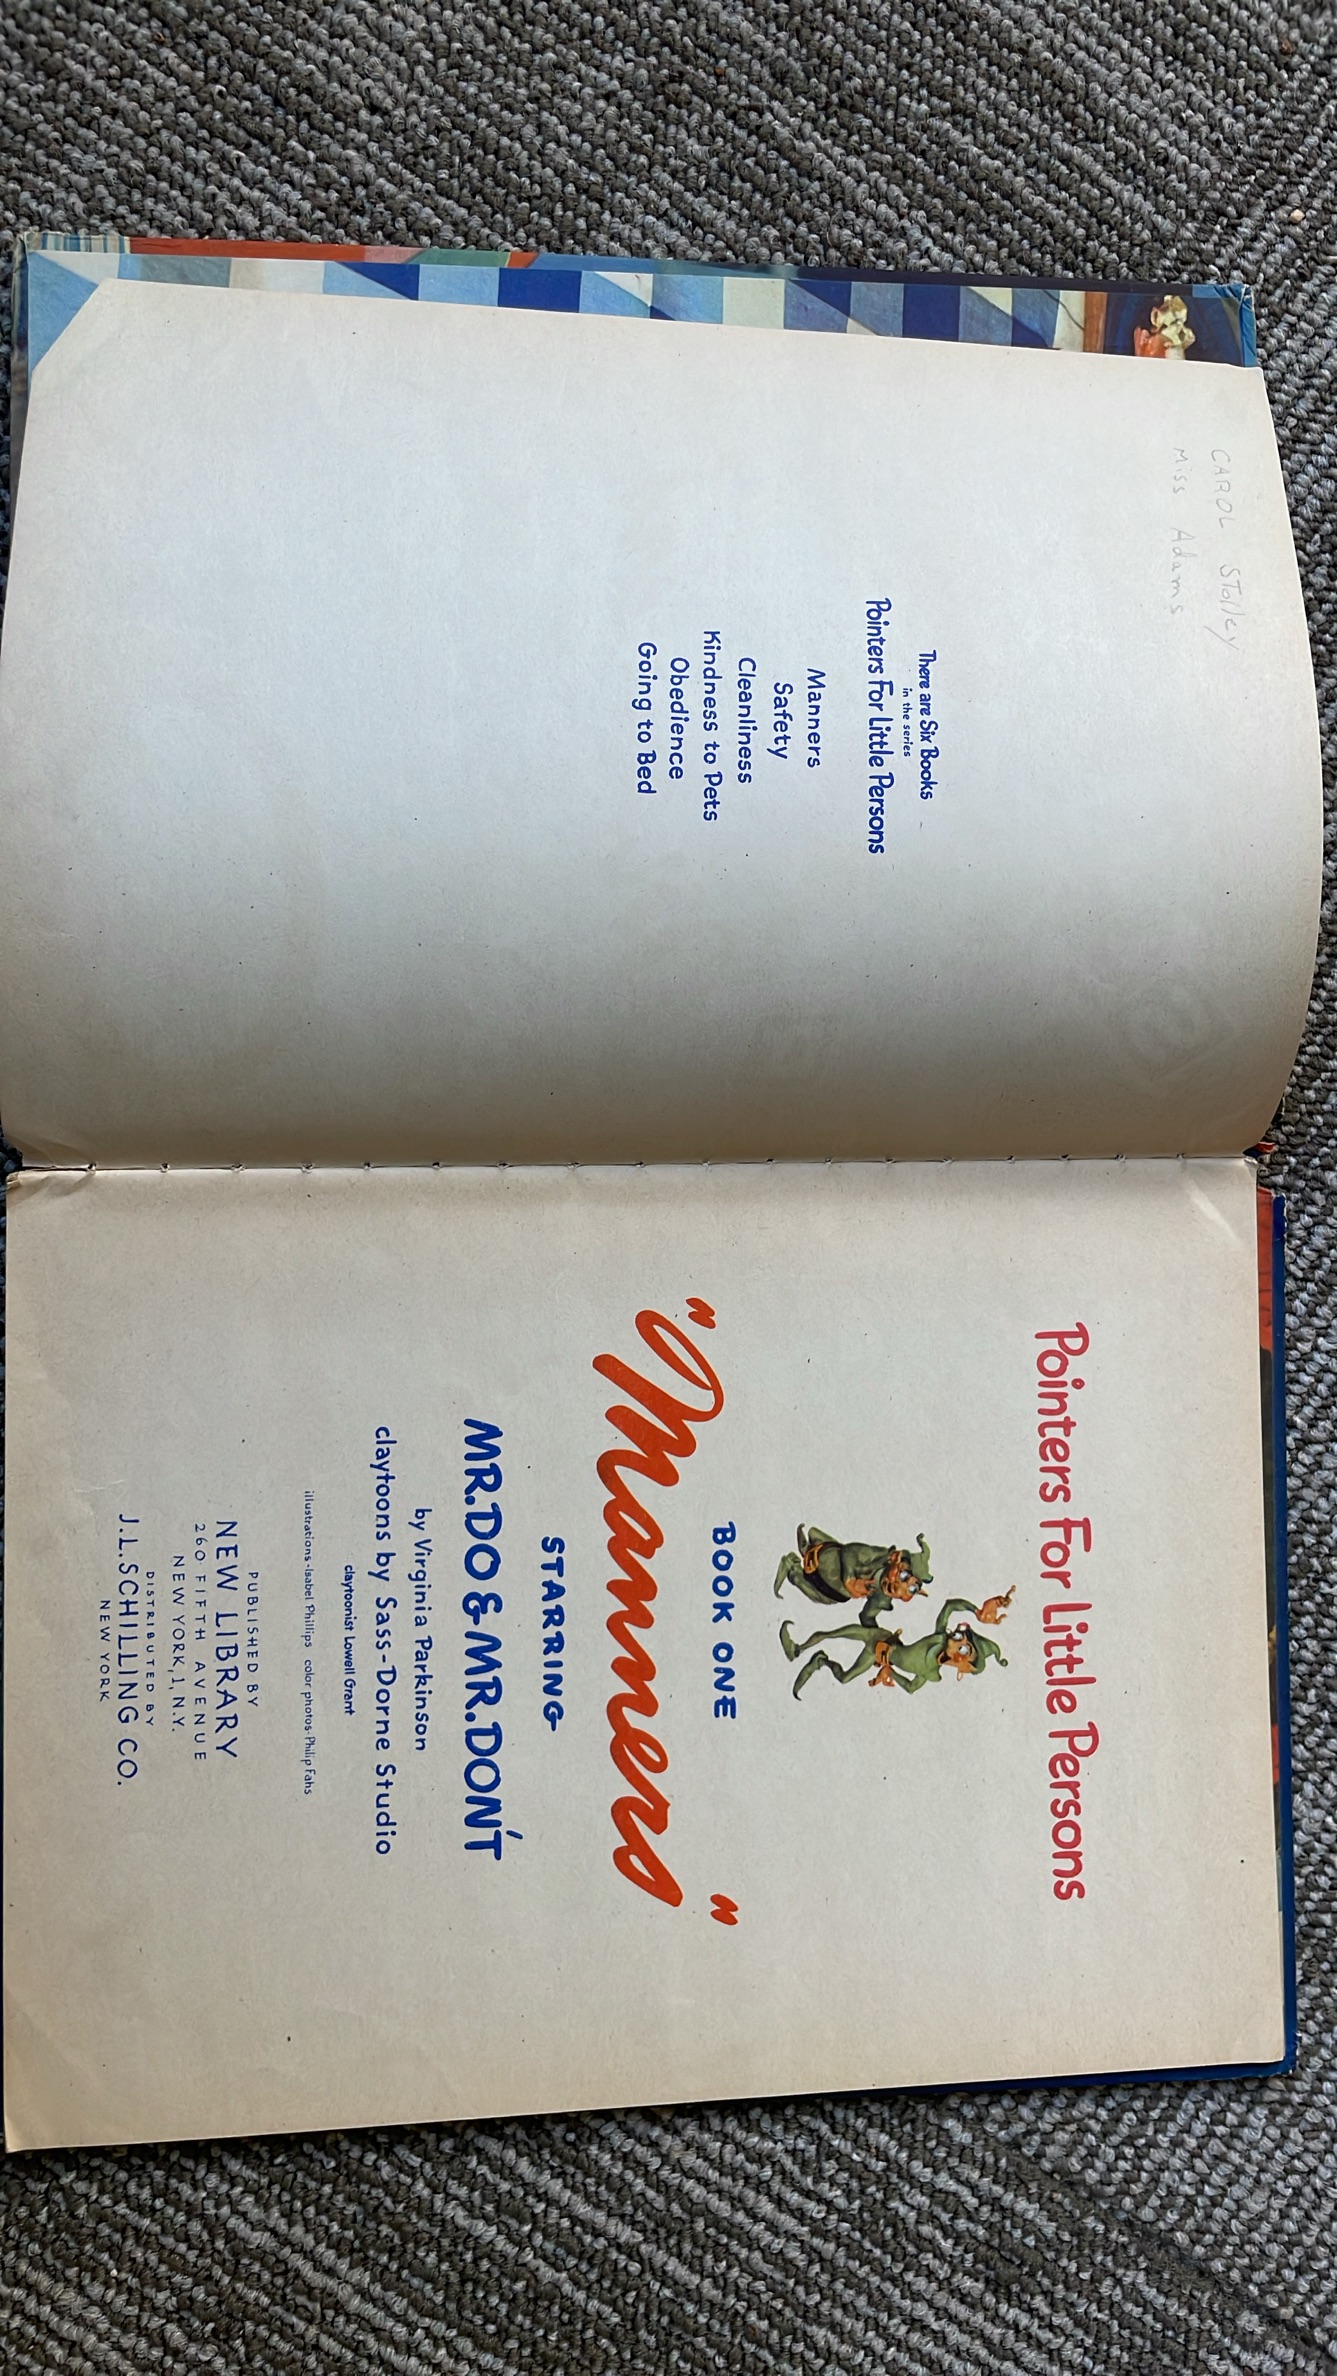 CAROL Stolley
Miss Adams
There are Six Books
in the series
Pointers For Little Persons
Manners
Safety
Cleanliness
Kindness to Pets
Obedience
Going to Bed
Pointers For Little Persons
BOOK ONE
"Manners"
STARRING
MR. DO & MR. DON'T
by Virginia Parkinson
claytoons by Sass-Dorne Studio
claytoonist Lowell Grant
illustrations-Isabel Phillips color photos-Philip Fahs
PUBLISHED BY
NEW LIBRARY
260 FIFTH AVENUE
NEW YORK, 1, N.Y.
DISTRIBUTED BY
J.L. SCHILLING CO.
NEW YORK